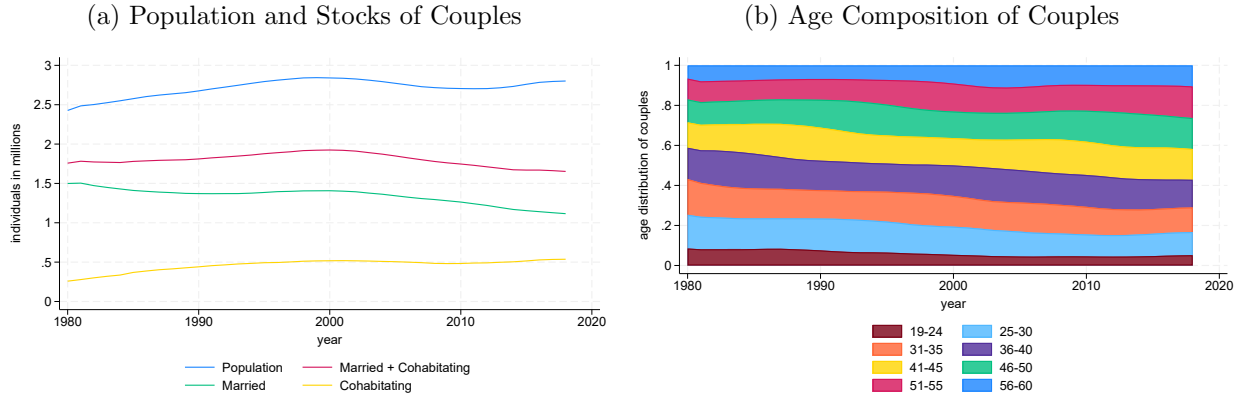 (a) Population and Stocks of Couples
individuals in millions
3
2.5
2
1.5
1
.5
0
1980 1990 2000 2010 2020
year
Population Married + Cohabitating
Married Cohabitating
(b) Age Composition of Couples
age distribution of couples
1
.8
.6
.4
.2
0
1980 1990 2000 2010 2020
year
19-24 25-30
31-35 36-40
41-45 46-50
51-55 56-60